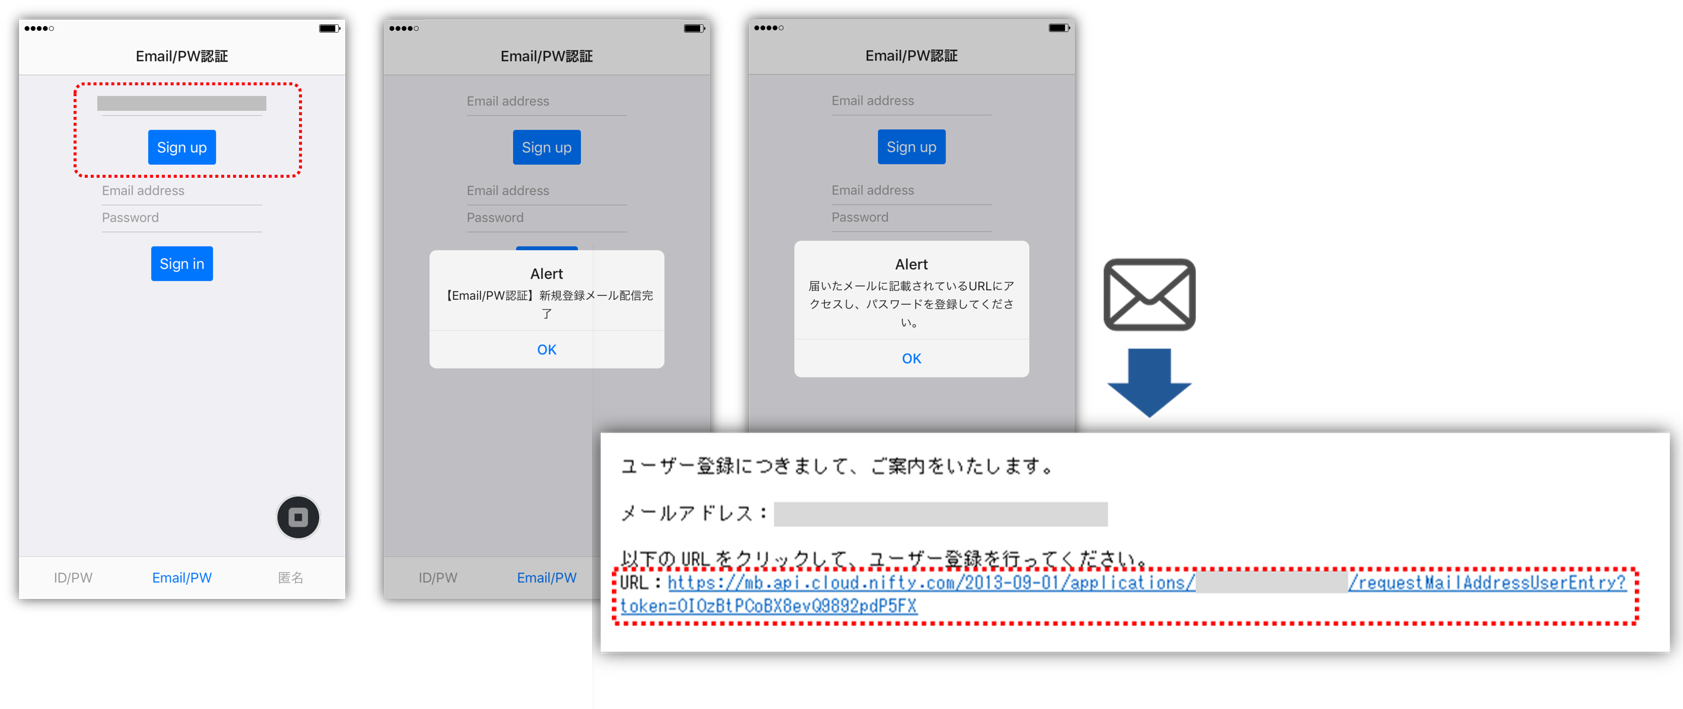 Email/PW認証
Sign up
Email address
Password
Sign in
ID/PW
Email/PW
匿名
Email/PW認証
Email address
Sign up
Email address
Password
Alert
【Email/PW認証】新規登録メール配信完
了
OK
ID/PW
Email/PW
Email/PW認証
Email address
Sign up
Email address
Password
Alert
届いたメールに記載されているURLにア
クセスし、パスワードを登録してくださ
い。
OK
ユーザー登録につきまして、ご案内をいたします。
メールアドレス：
以下の URL をクリックして、ユーザー登録を行ってください。
URL：https://mb.api.cloud.nifty.com/2013-09-01/applications/ /requestMailAddressUserEntry?
token=OIOzBtPCoBX8evQ9892pdP5FX